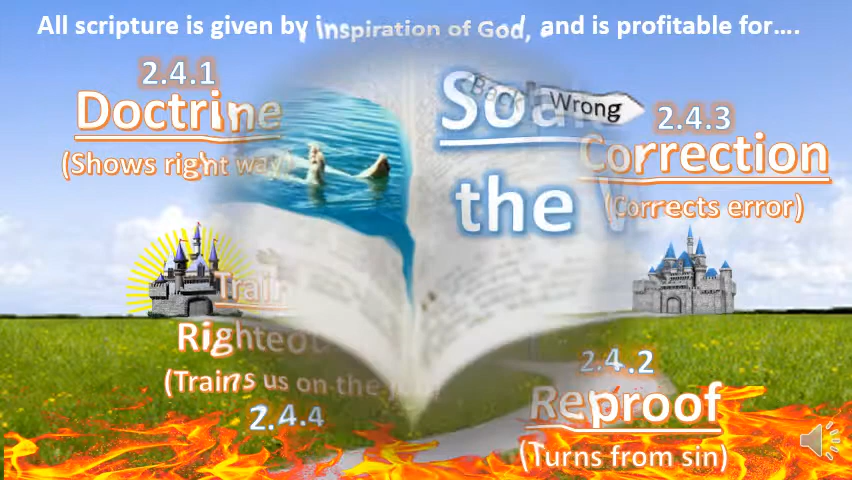 All scripture is given by inspiration of God, and is profitable for....
2.4.1
Doctrine
(Shows right way)
Back
Wrong
2.4.3
Correction
(Corrects error)
the
Train
(Trains us on the
2.4.4
2.4.2
Reproof
(Turns from sin)